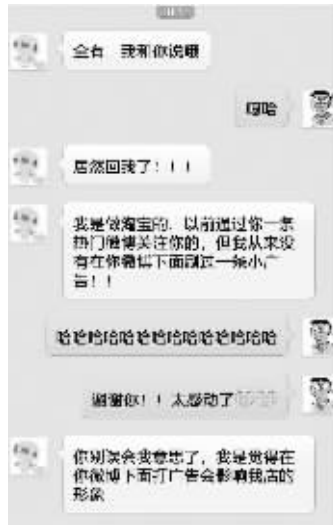 全有 我和你说哦
嘎哈
居然回我了！！！
我是做淘宝的，以前通过你一条
热门微博关注你的，但我从来没
有在你微博下面刷过一条小广
告！！
哈哈哈哈哈哈哈哈哈哈哈哈哈
谢谢你！！太感动了
你别误会我意思了，我是觉得在
你微博下面打广告会影响我店的
形象